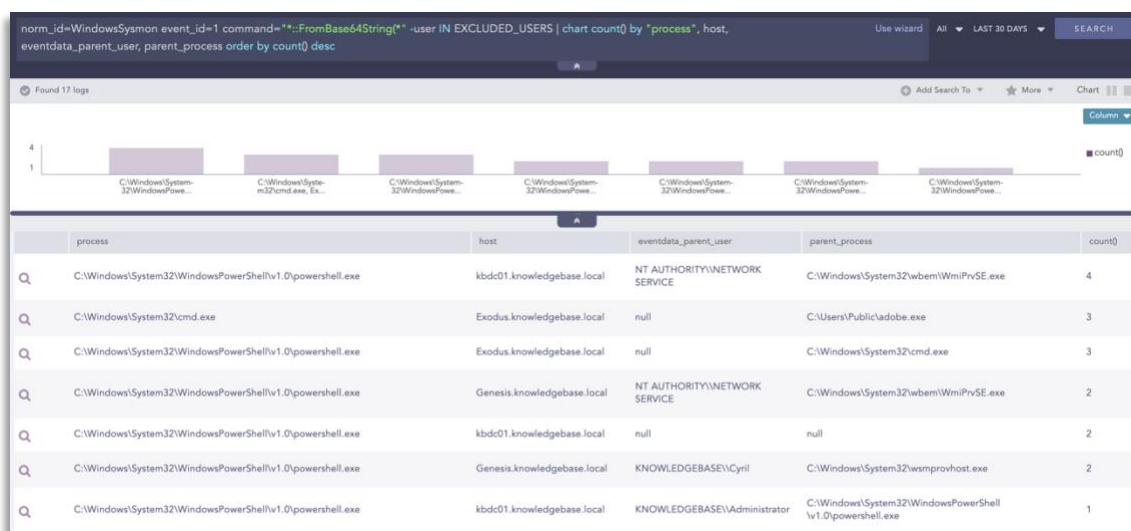 norm_id=WindowsSysmon event_id=1 command="*::FromBase64String(*" -user IN EXCLUDED_USERS | chart count() by "process", host,
eventdata_parent_user, parent_process order by count() desc
Use wizard All LAST 30 DAYS SEARCH
Found 17 logs
Add Search To More Chart
Column
4
1
count()
C:\Windows\System-
32\WindowsPowe...
C:\Windows\Syste-
m32\cmd.exe, Ex...
C:\Windows\System-
32\WindowsPowe...
C:\Windows\System-
32\WindowsPowe...
C:\Windows\System-
32\WindowsPowe...
C:\Windows\System-
32\WindowsPowe...
C:\Windows\System-
32\WindowsPowe...
process host eventdata_parent_user parent_process count()
C:\Windows\System32\WindowsPowerShell\v1.0\powershell.exe kbdc01.knowledgebase.local NT AUTHORITY\\NETWORK SERVICE C:\Windows\System32\wbem\WmiPrvSE.exe 4
C:\Windows\System32\cmd.exe Exodus.knowledgebase.local null C:\Users\Public\adobe.exe 3
C:\Windows\System32\WindowsPowerShell\v1.0\powershell.exe Exodus.knowledgebase.local null C:\Windows\System32\cmd.exe 3
C:\Windows\System32\WindowsPowerShell\v1.0\powershell.exe Genesis.knowledgebase.local NT AUTHORITY\\NETWORK SERVICE C:\Windows\System32\wbem\WmiPrvSE.exe 2
C:\Windows\System32\WindowsPowerShell\v1.0\powershell.exe kbdc01.knowledgebase.local null null 2
C:\Windows\System32\WindowsPowerShell\v1.0\powershell.exe Genesis.knowledgebase.local KNOWLEDGEBASE\\Cyril C:\Windows\System32\wsmprovhost.exe 2
C:\Windows\System32\WindowsPowerShell\v1.0\powershell.exe kbdc01.knowledgebase.local KNOWLEDGEBASE\\Administrator C:\Windows\System32\WindowsPowerShell\v1.0\powershell.exe 1